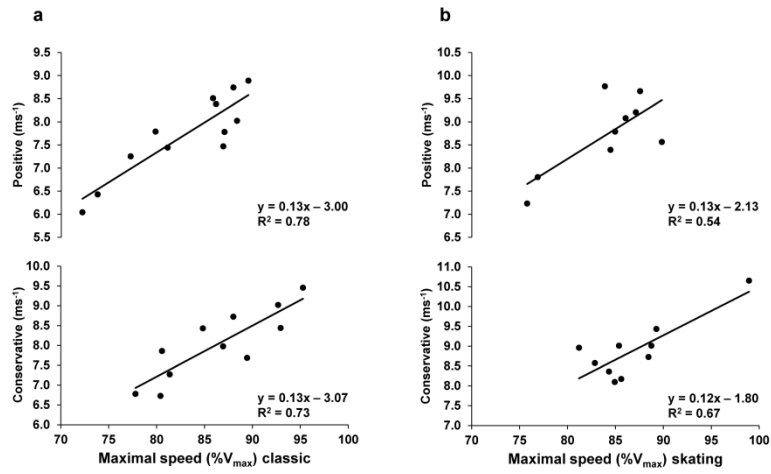 a
9.5
9.0
8.5
8.0
7.5
7.0
6.5
6.0
5.5
Positive (ms⁻¹)
y = 0.13x – 3.00
R² = 0.78
10.0
9.5
9.0
8.5
8.0
7.5
7.0
6.5
6.0
Conservative (ms⁻¹)
y = 0.13x – 3.07
R² = 0.73
70 75 80 85 90 95 100
Maximal speed (%Vmax) classic
b
10.5
10.0
9.5
9.0
8.5
8.0
7.5
7.0
6.5
Positive (ms⁻¹)
70 80 90 100
y = 0.13x – 2.13
R² = 0.54
11.0
10.5
10.0
9.5
9.0
8.5
8.0
7.5
7.0
Conservative (ms⁻¹)
y = 0.12x – 1.80
R² = 0.67
70 75 80 85 90 95 100
Maximal speed (%Vmax) skating